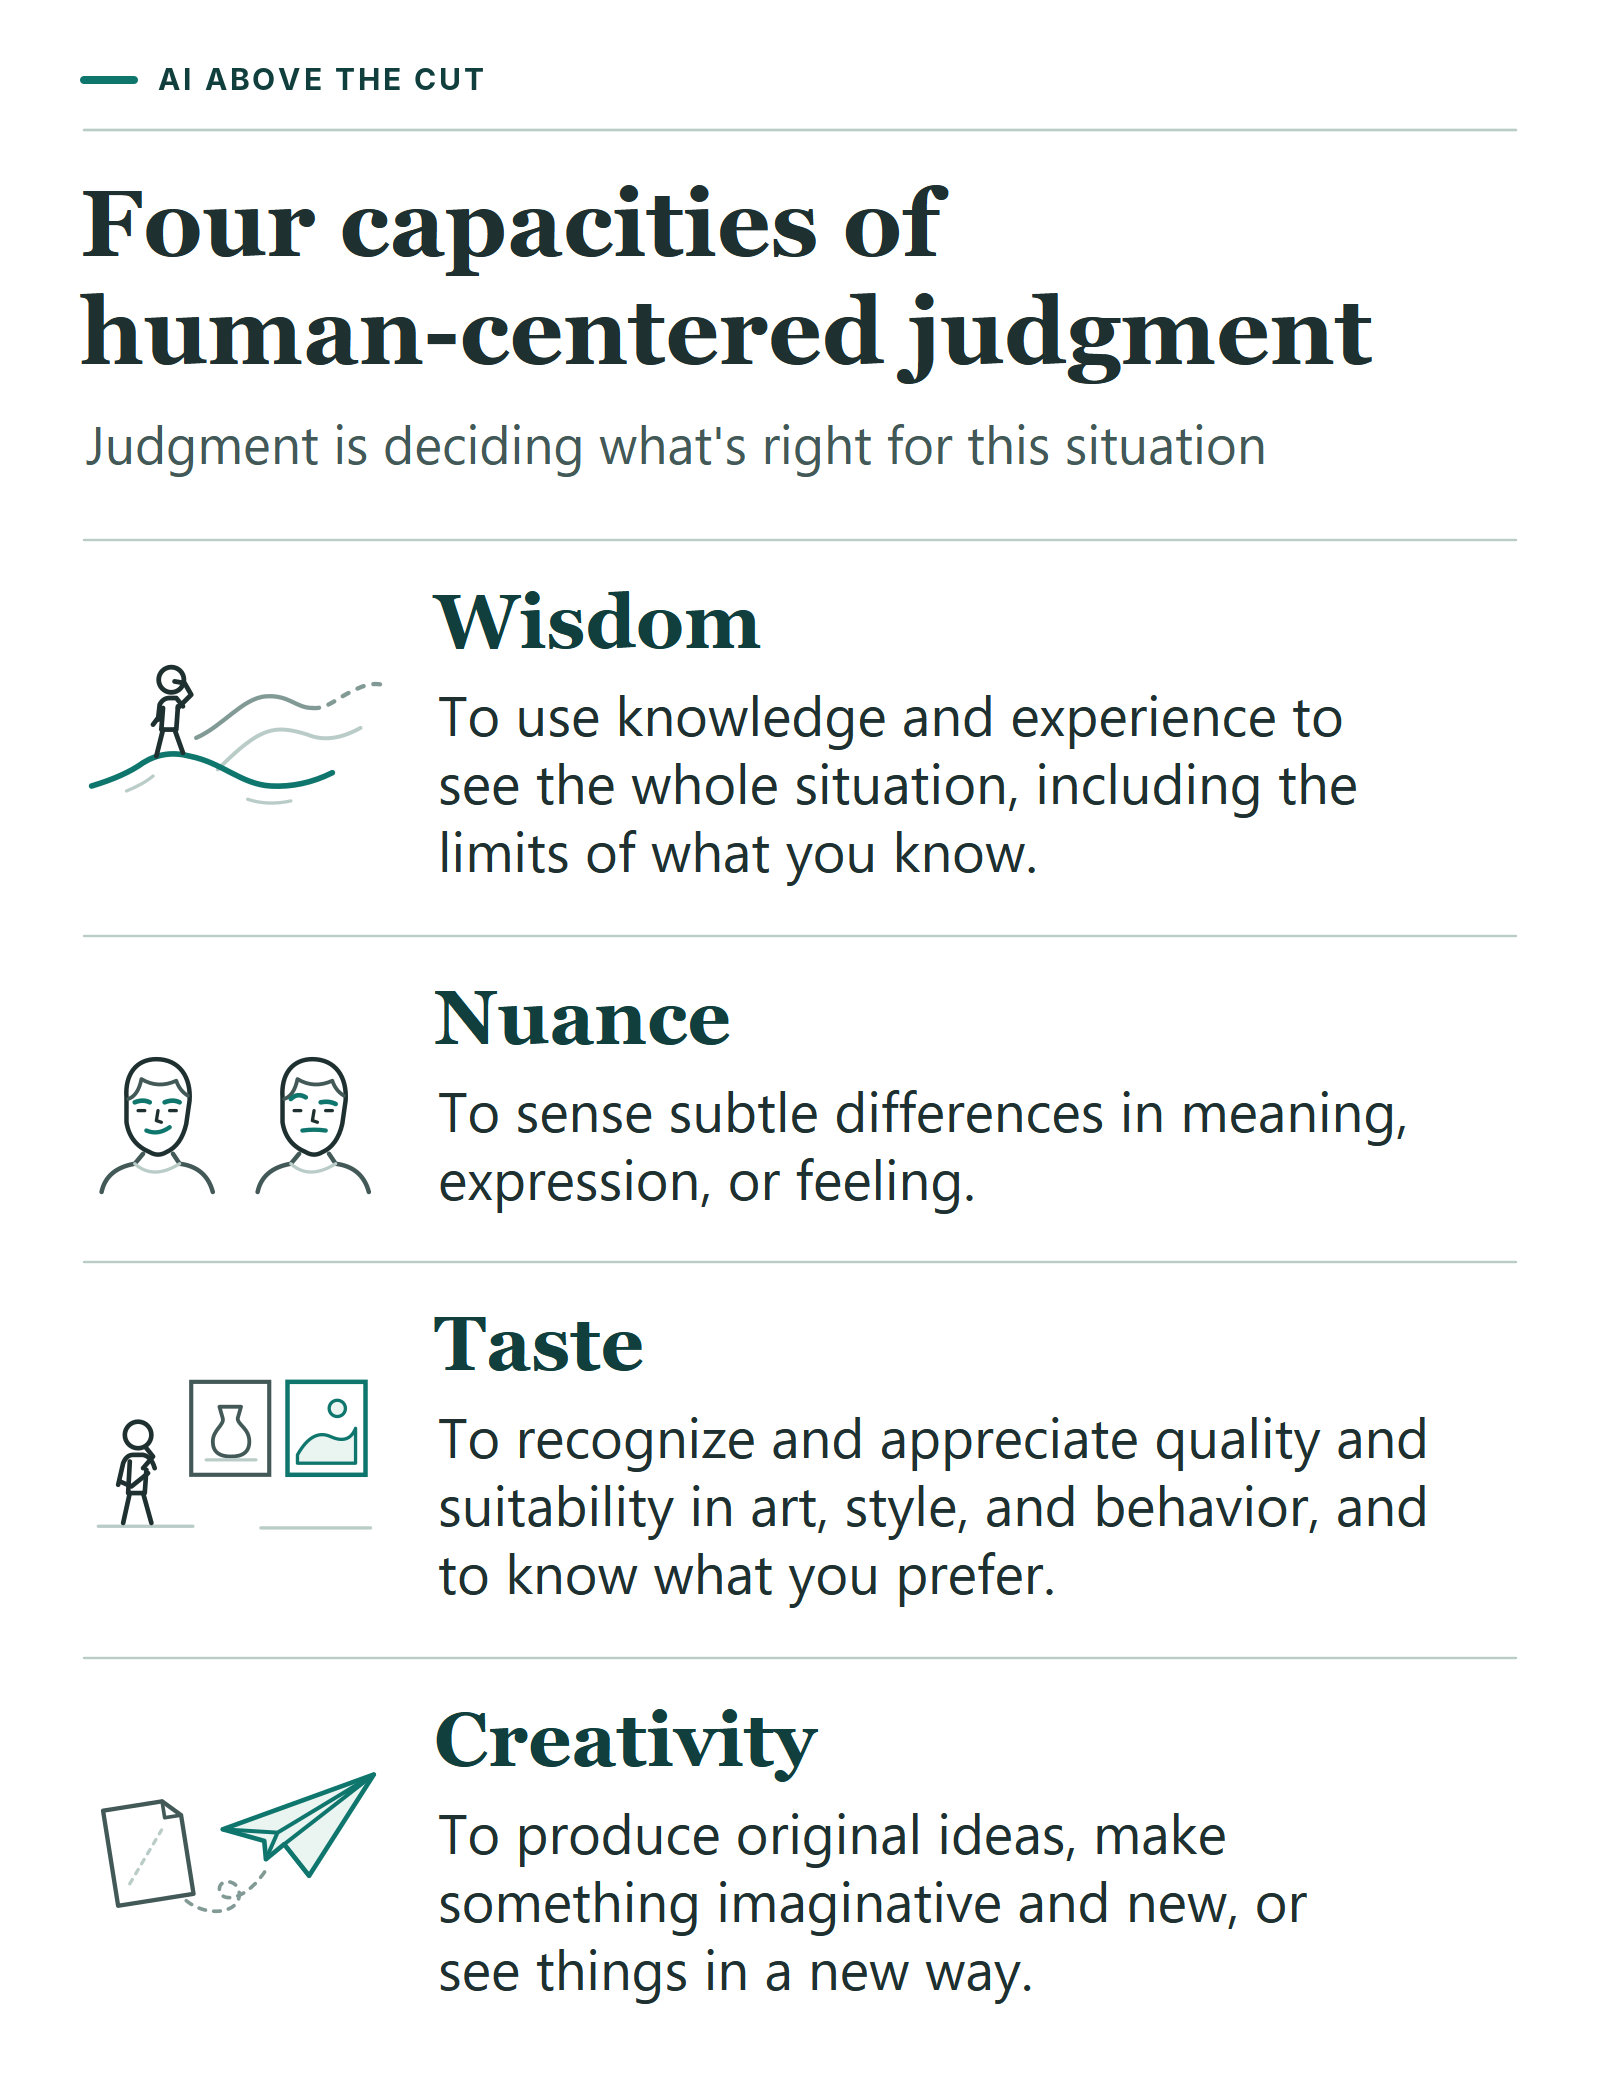 AI ABOVE THE CUT
Four capacities of
human-centered judgment
Judgment is deciding what's right for this situation
Wisdom
To use knowledge and experience to
see the whole situation, including the
limits of what you know.
Nuance
To sense subtle differences in meaning,
expression, or feeling.
Taste
To recognize and appreciate quality and
suitability in art, style, and behavior, and
to know what you prefer.
Creativity
To produce original ideas, make
something imaginative and new, or
see things in a new way.